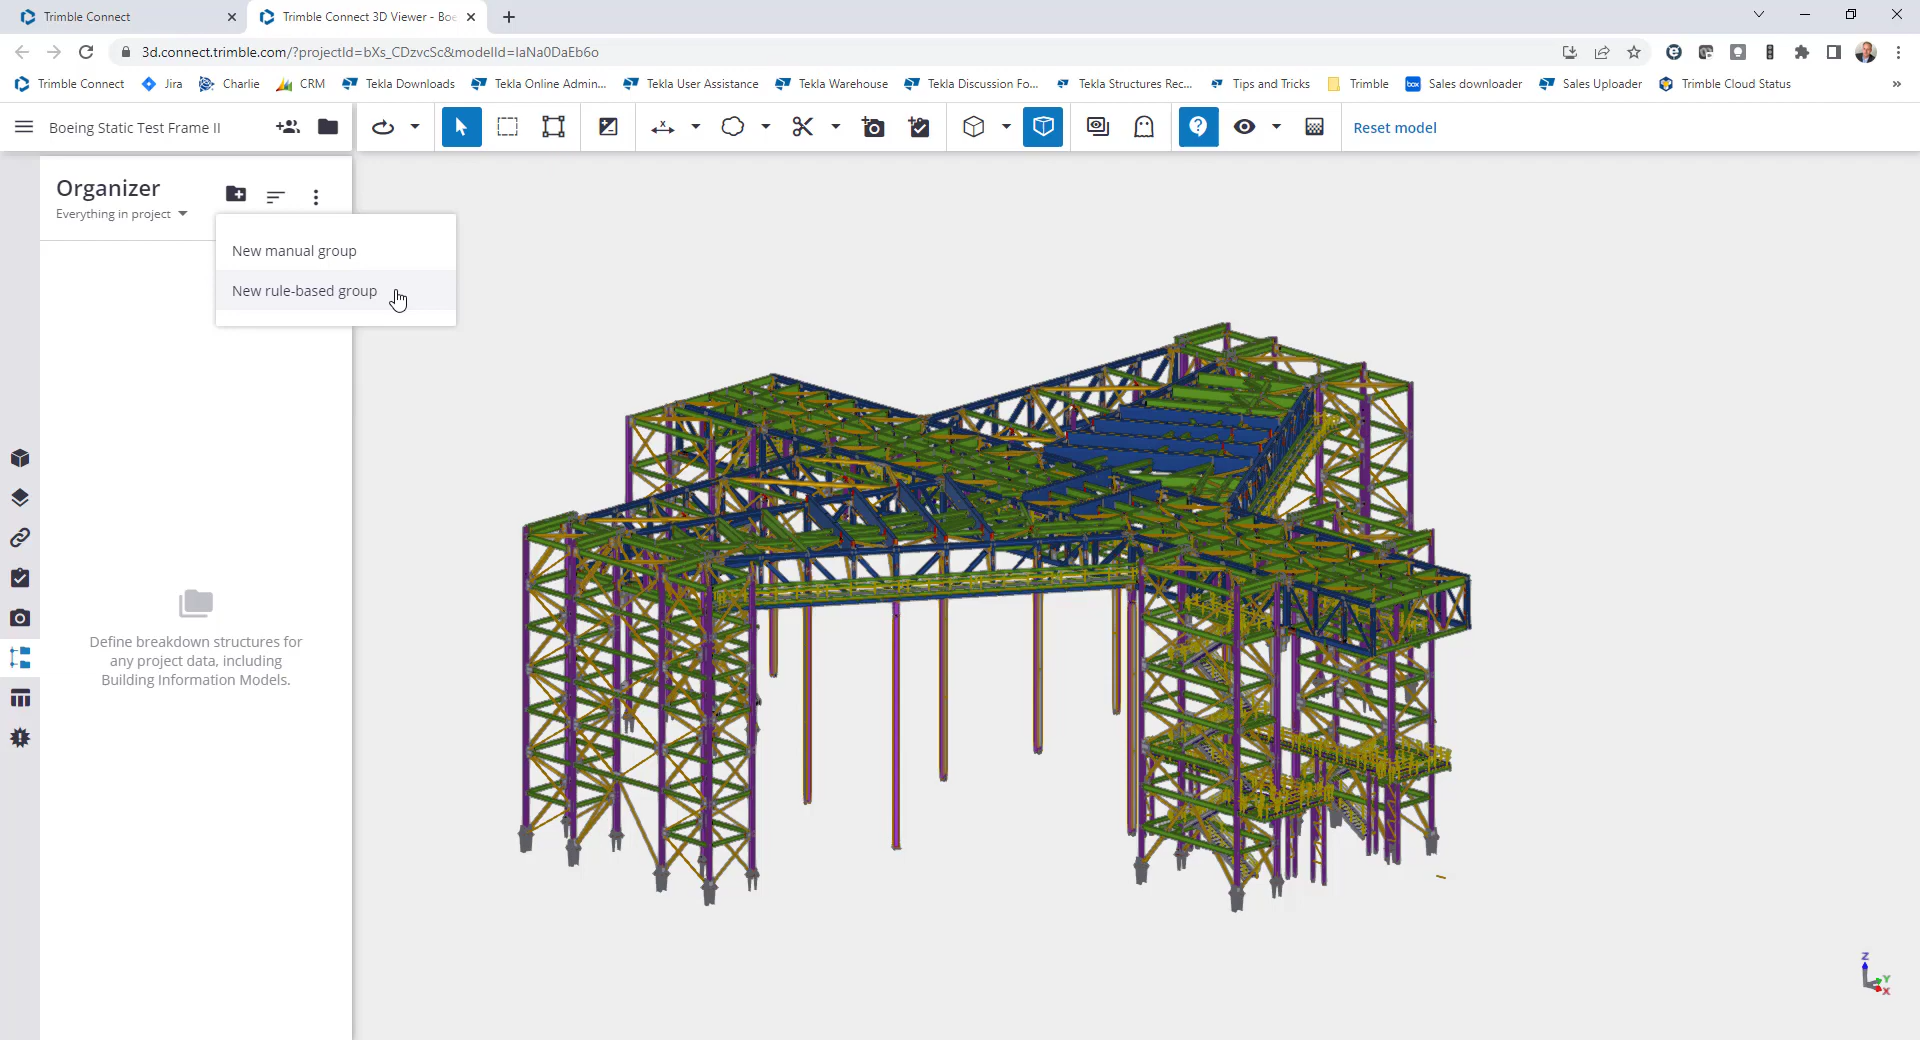 Trimble Connect
Trimble Connect 3D Viewer - Boe
3d.connect.trimble.com/?projectId=bXs_CDzvcSc&modelId=IaNa0DaEb6o
Trimble Connect
Jira
Charlie
CRM
Tekla Downloads
Tekla Online Admin...
Tekla User Assistance
Tekla Warehouse
Tekla Discussion Fo...
Tekla Structures Rec...
Tips and Tricks
Trimble
box
Sales downloader
Sales Uploader
Trimble Cloud Status
»
Boeing Static Test Frame II
Reset model
Organizer
Everything in project
New manual group
New rule-based group
Define breakdown structures for
any project data, including
Building Information Models.
Z
Y
X